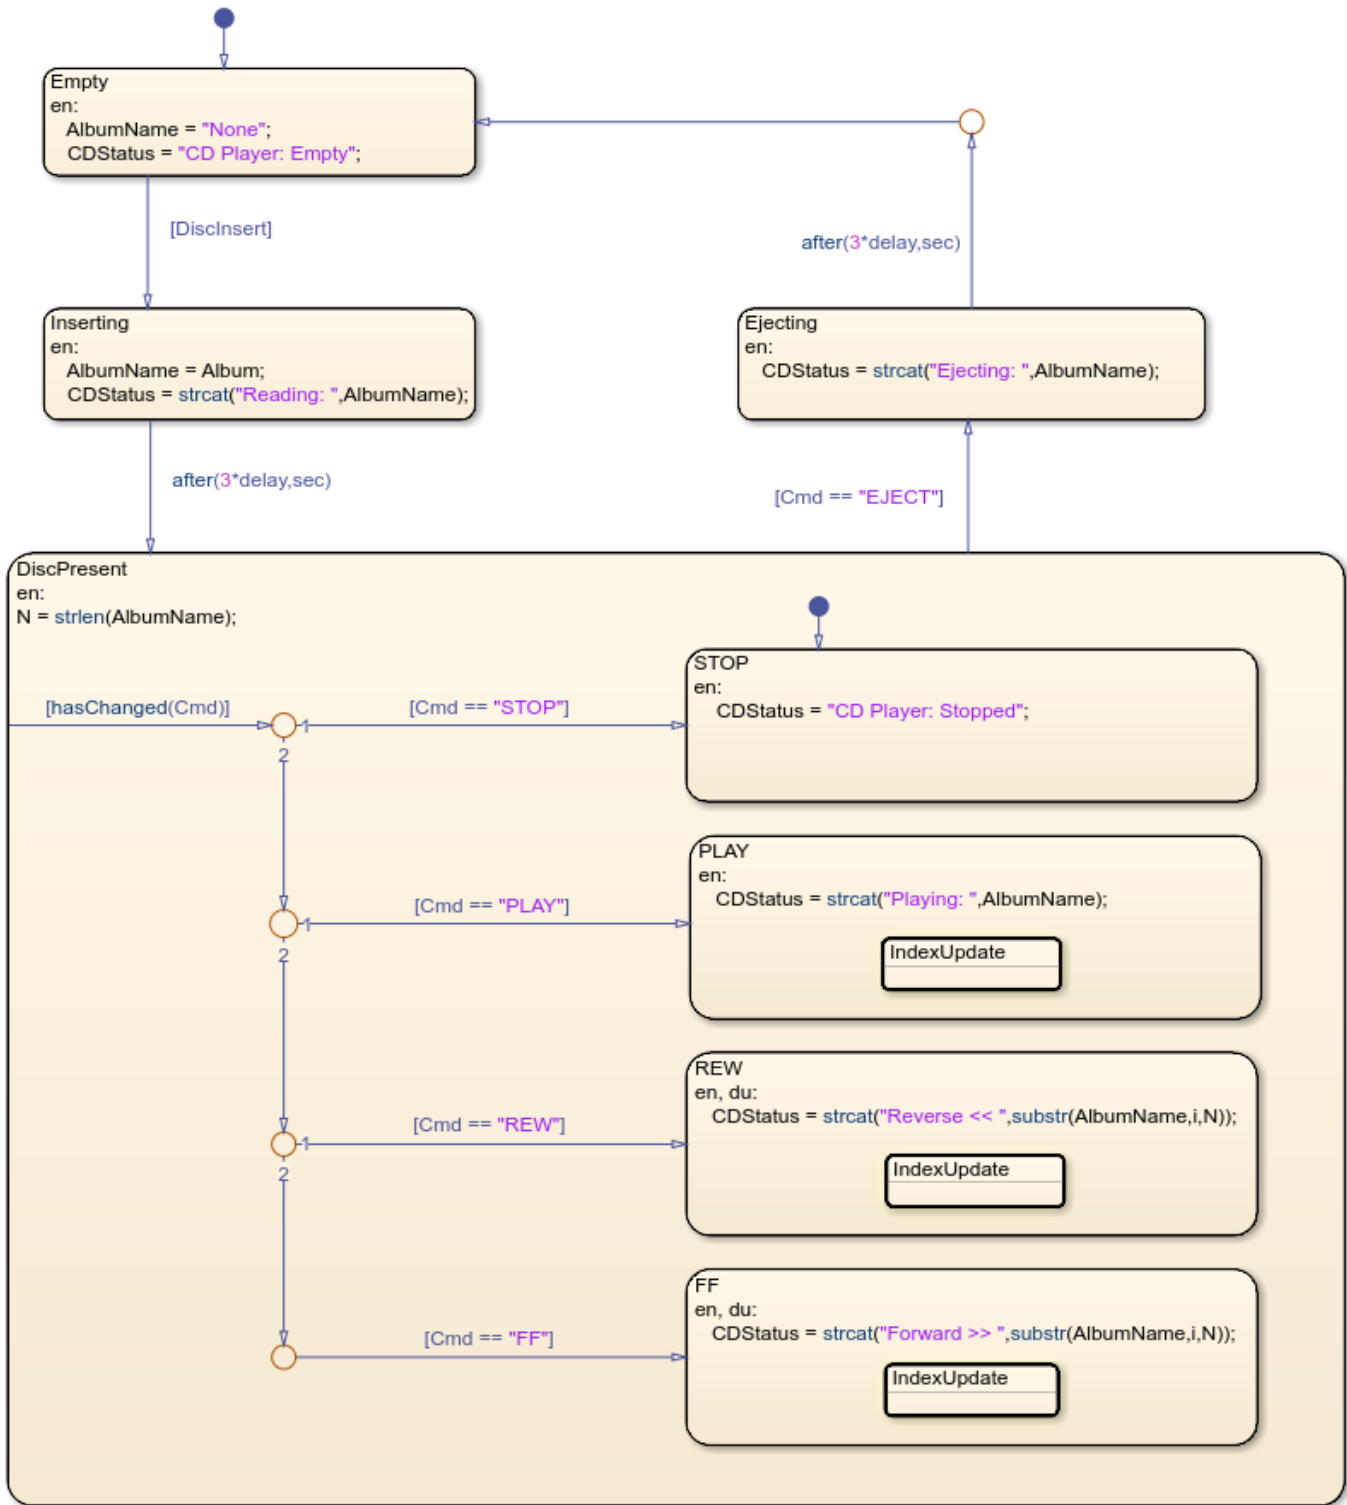 Empty
en:
AlbumName = "None";
CDStatus = "CD Player: Empty";
[DiscInsert]
after(3*delay,sec)
Inserting
en:
AlbumName = Album;
CDStatus = strcat("Reading: ",AlbumName);
Ejecting
en:
CDStatus = strcat("Ejecting: ",AlbumName);
after(3*delay,sec)
[Cmd == "EJECT"]
DiscPresent
en:
N = strlen(AlbumName);
[hasChanged(Cmd)]
1
[Cmd == "STOP"]
2
STOP
en:
CDStatus = "CD Player: Stopped";
1
[Cmd == "PLAY"]
2
PLAY
en:
CDStatus = strcat("Playing: ",AlbumName);
IndexUpdate
1
[Cmd == "REW"]
2
REW
en, du:
CDStatus = strcat("Reverse << ",substr(AlbumName,i,N));
IndexUpdate
[Cmd == "FF"]
FF
en, du:
CDStatus = strcat("Forward >> ",substr(AlbumName,i,N));
IndexUpdate